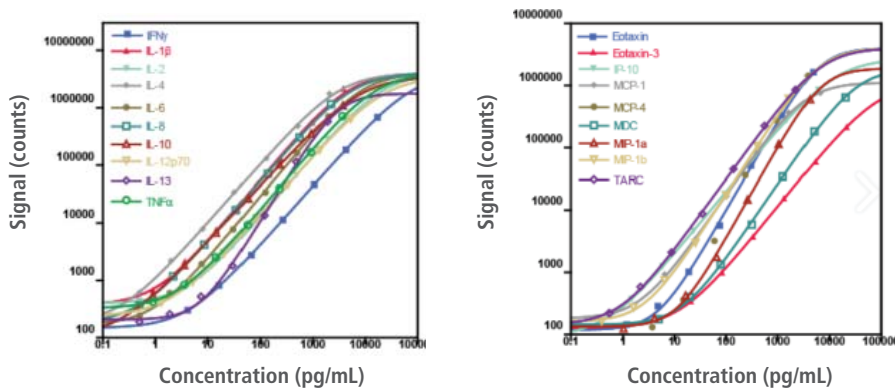 Signal (counts)
10000000
1000000
100000
10000
1000
100
IFNγ
IL-1β
IL-2
IL-4
IL-6
IL-8
IL-10
IL-12p70
IL-13
TNFα
0.1
1
10
100
1000
10000
Concentration (pg/mL)
Signal (counts)
10000000
1000000
100000
10000
1000
100
Eotaxin
Eotaxin-3
IP-10
MCP-1
MCP-4
MDC
MIP-1a
MIP-1b
TARC
0.1
1
10
100
10000
100000
Concentration (pg/mL)